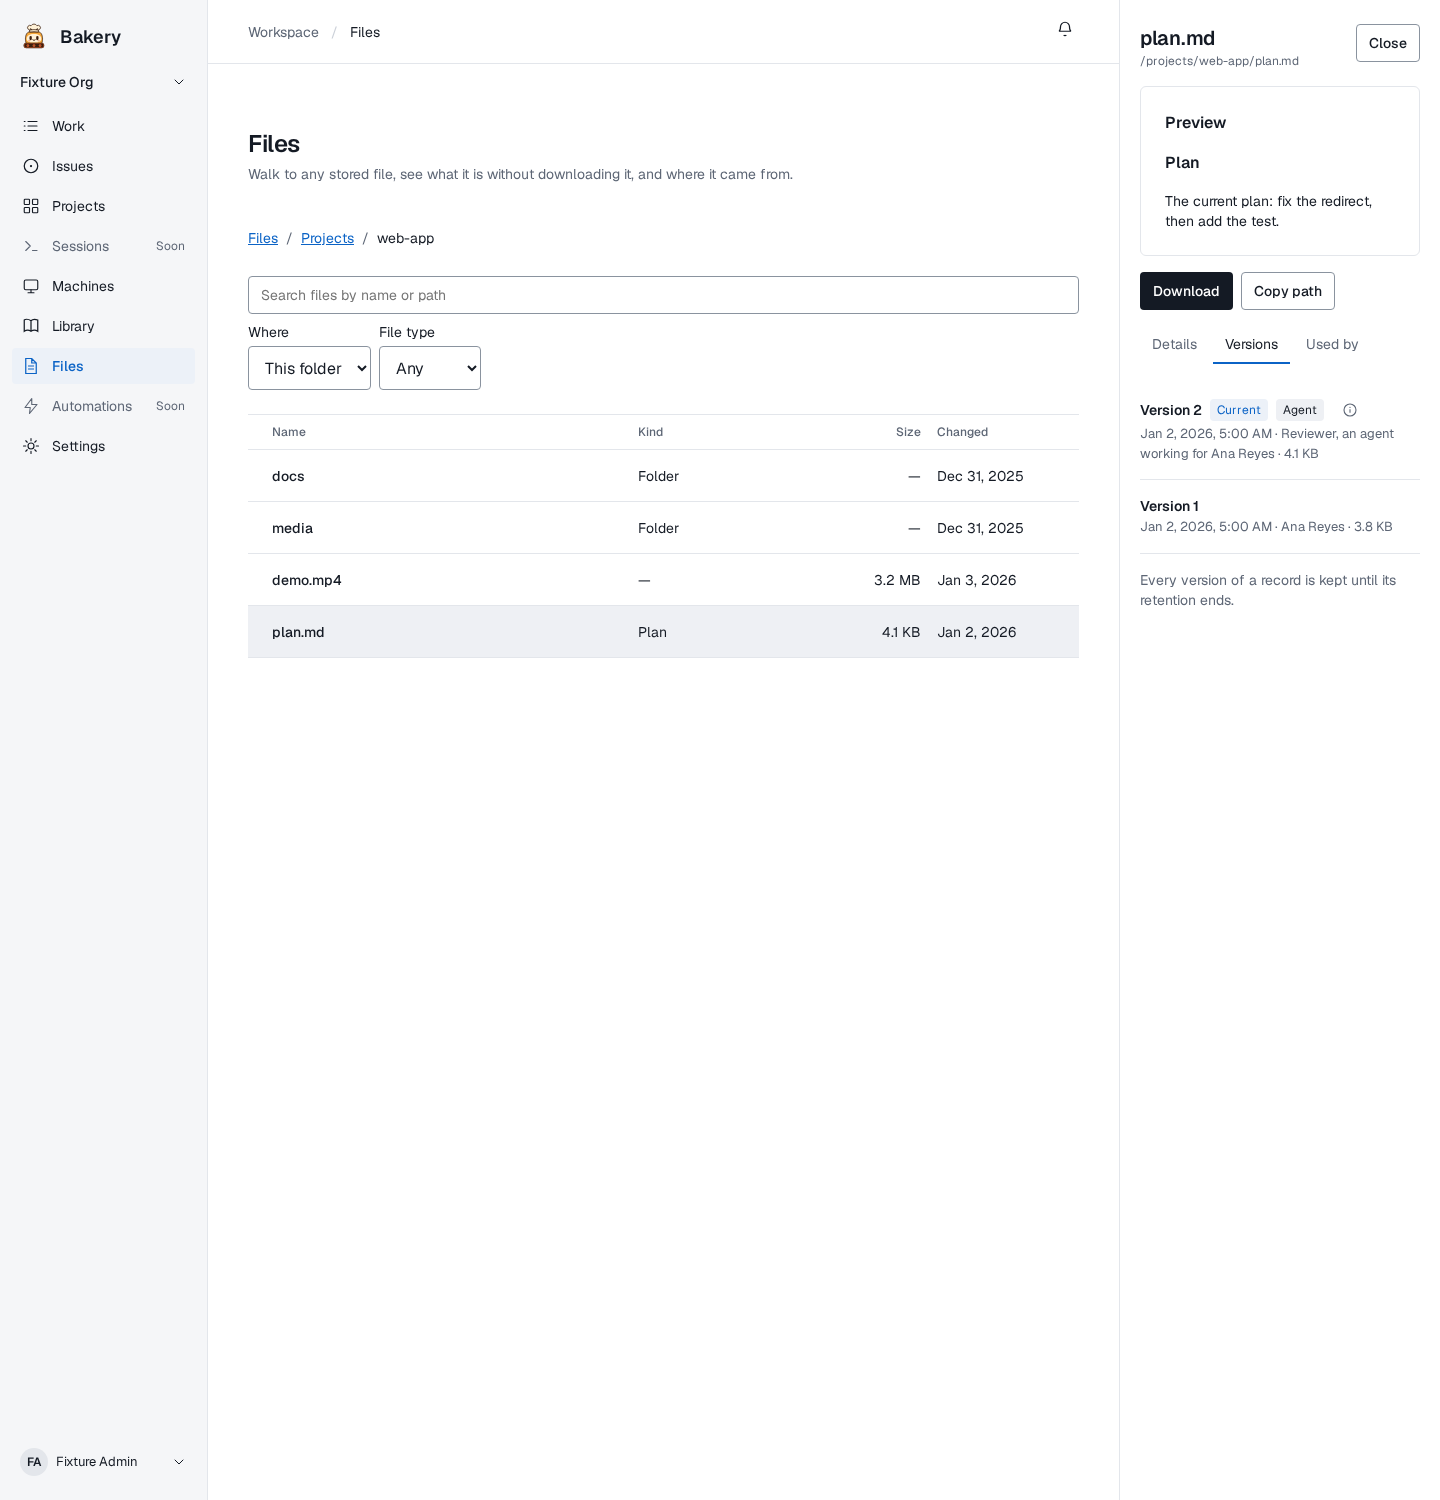 Bakery
Fixture Org
Work
Issues
Projects
Sessions Soon
Machines
Library
Files
Automations Soon
Settings
FA Fixture Admin
Workspace / Files
Files
Walk to any stored file, see what it is without downloading it, and where it came from.
Files / Projects / web-app
Search files by name or path
Where File type
This folder Any
Name Kind Size Changed
docs Folder — Dec 31, 2025
media Folder — Dec 31, 2025
demo.mp4 — 3.2 MB Jan 3, 2026
plan.md Plan 4.1 KB Jan 2, 2026
plan.md Close
/projects/web-app/plan.md
Preview
Plan
The current plan: fix the redirect,
then add the test.
Download Copy path
Details Versions Used by
Version 2 Current Agent
Jan 2, 2026, 5:00 AM · Reviewer, an agent
working for Ana Reyes · 4.1 KB
Version 1
Jan 2, 2026, 5:00 AM · Ana Reyes · 3.8 KB
Every version of a record is kept until its
retention ends.